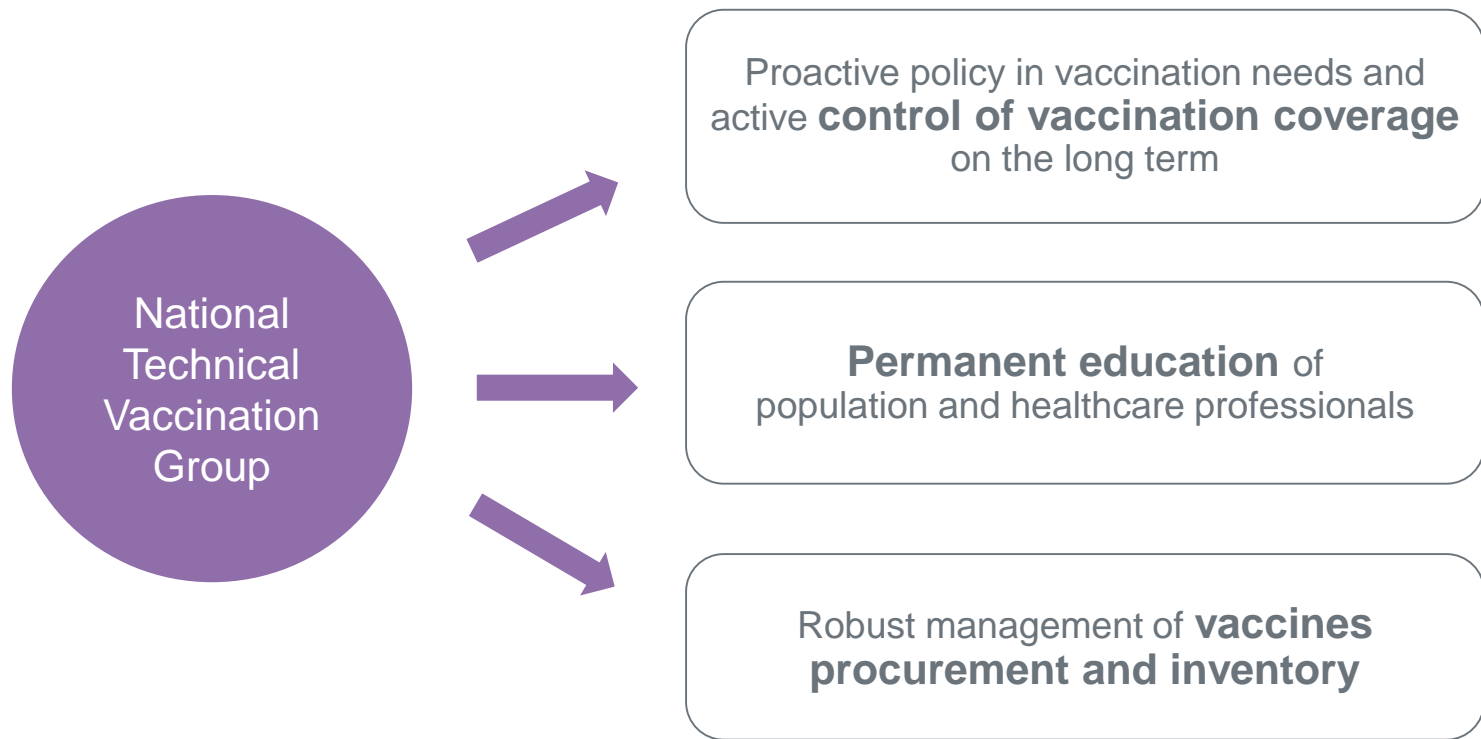 National
Technical
Vaccination
Group
Proactive policy in vaccination needs and
active control of vaccination coverage
on the long term
Permanent education of
population and healthcare professionals
Robust management of vaccines
procurement and inventory